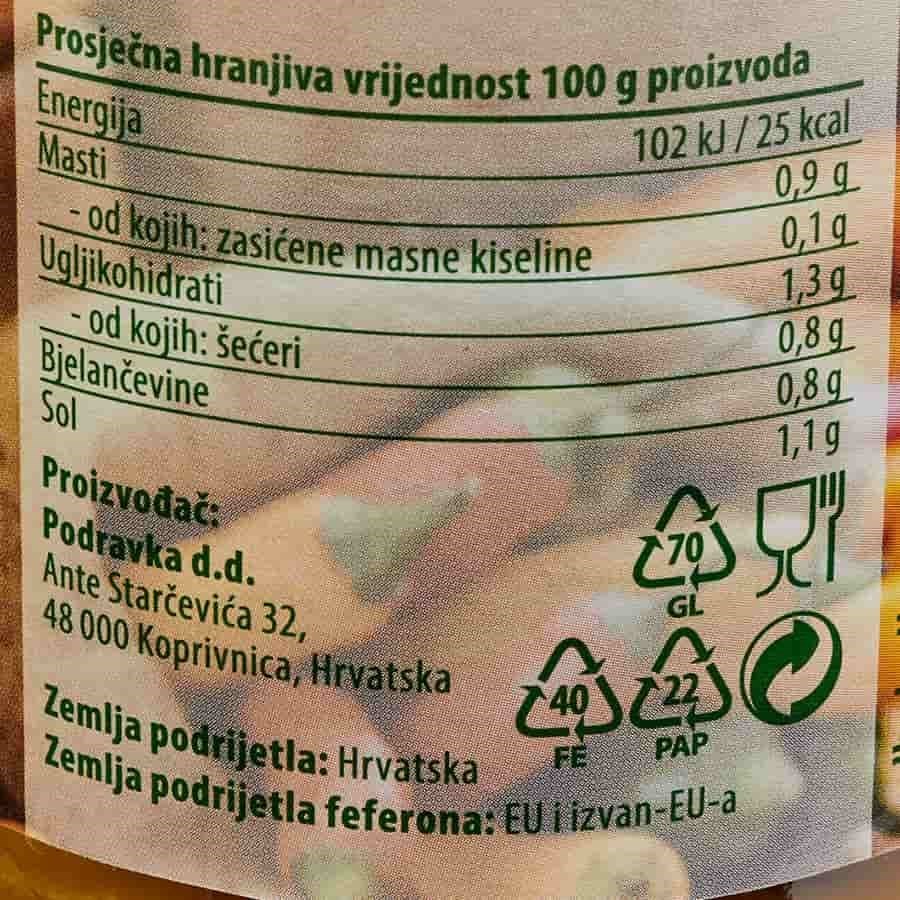 Prosječna hranjiva vrijednost 100 g proizvoda
Energija 102 kJ / 25 kcal
Masti 0,9 g
- od kojih: zasićene masne kiseline 0,1 g
Ugljikohidrati 1,3 g
- od kojih: šećeri 0,8 g
Bjelančevine 0,8 g
Sol 1,1 g
Proizvođač:
Podravka d.d.
Ante Starčevića 32,
48 000 Koprivnica, Hrvatska
70
GL
40
FE
22
PAP
Zemlja podrijetla: Hrvatska
Zemlja podrijetla feferona: EU i izvan-EU-a